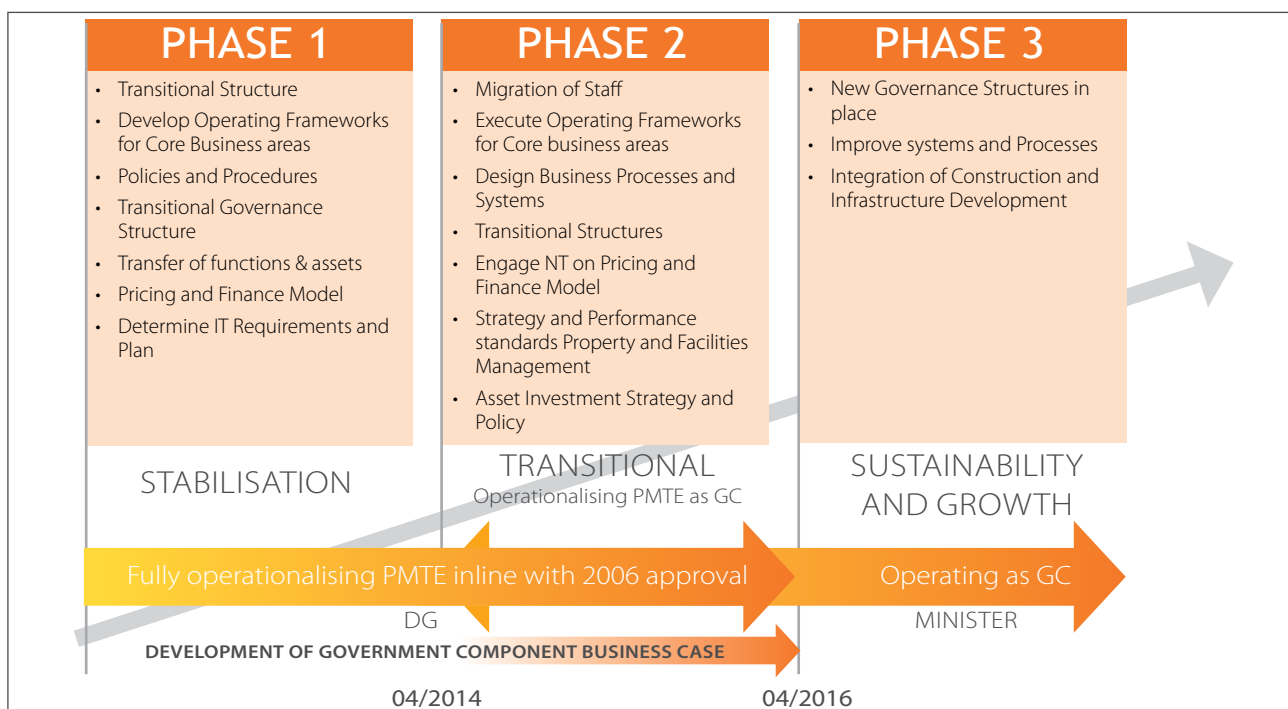 PHASE 1
• Transitional Structure
• Develop Operating Frameworks
for Core Business areas
• Policies and Procedures
• Transitional Governance
Structure
• Transfer of functions & assets
• Pricing and Finance Model
• Determine IT Requirements and
Plan
STABILISATION
PHASE 2
• Migration of Staff
• Execute Operating Frameworks
for Core business areas
• Design Business Processes and
Systems
• Transitional Structures
• Engage NT on Pricing and
Finance Model
• Strategy and Performance
standards Property and Facilities
Management
• Asset Investment Strategy and
Policy
TRANSITIONAL
Operationalising PMTE as GC
PHASE 3
• New Governance Structures in
place
• Improve systems and Processes
• Integration of Construction and
Infrastructure Development
SUSTAINABILITY
AND GROWTH
Fully operationalising PMTE inline with 2006 approval
Operating as GC
DG
MINISTER
DEVELOPMENT OF GOVERNMENT COMPONENT BUSINESS CASE
04/2014
04/2016